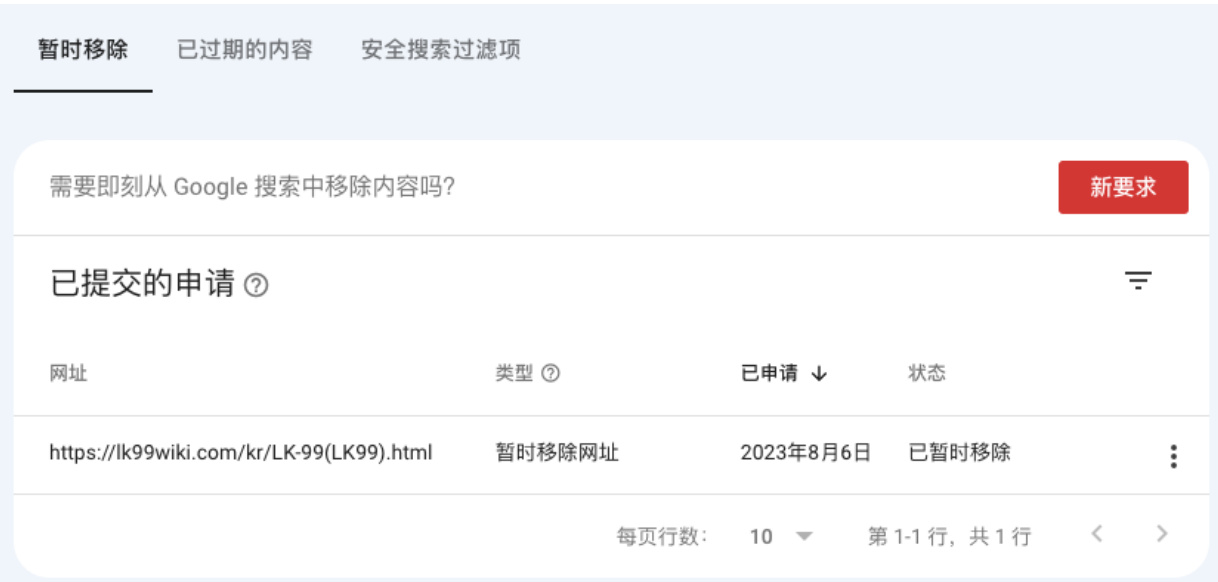 暂时移除 已过期的内容 安全搜索过滤项
需要即刻从 Google 搜索中移除内容吗? 新要求
已提交的申请
网址 类型 已申请 ↓ 状态
https://lk99wiki.com/kr/LK-99(LK99).html 暂时移除网址 2023年8月6日 已暂时移除
每页行数: 10 第 1-1 行，共 1 行